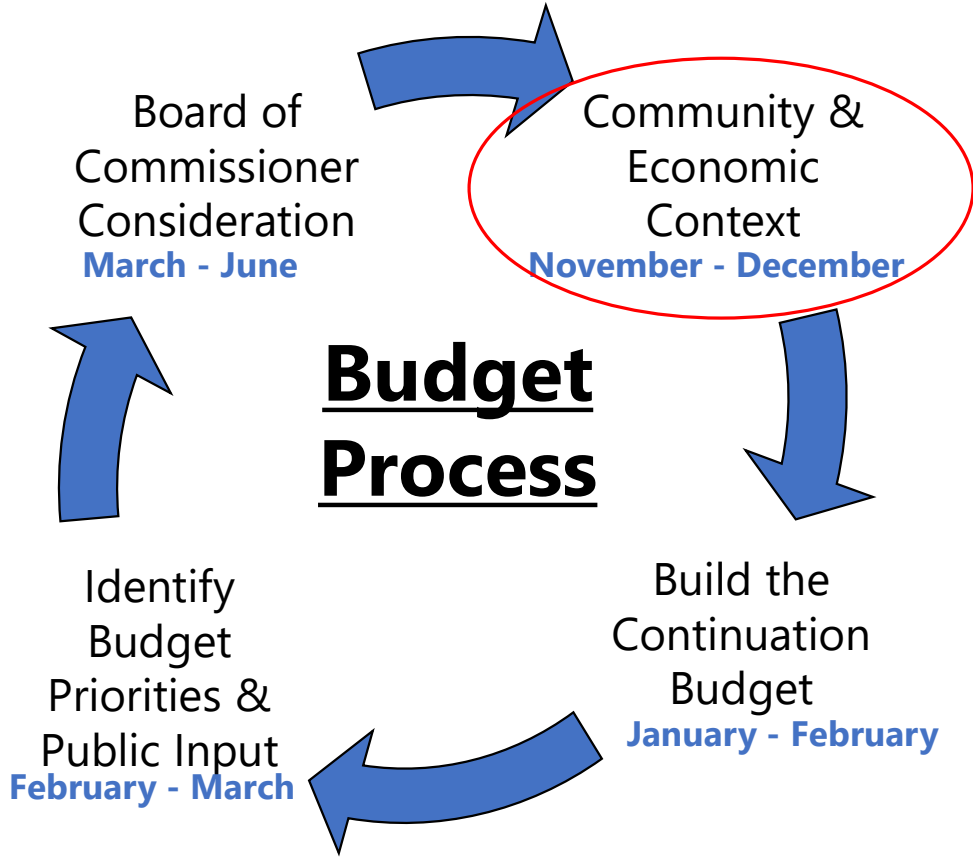 Board of
Commissioner
Consideration
March - June
Community &
Economic
Context
November - December
Budget
Process
Identify
Budget
Priorities &
Public Input
February - March
Build the
Continuation
Budget
January - February